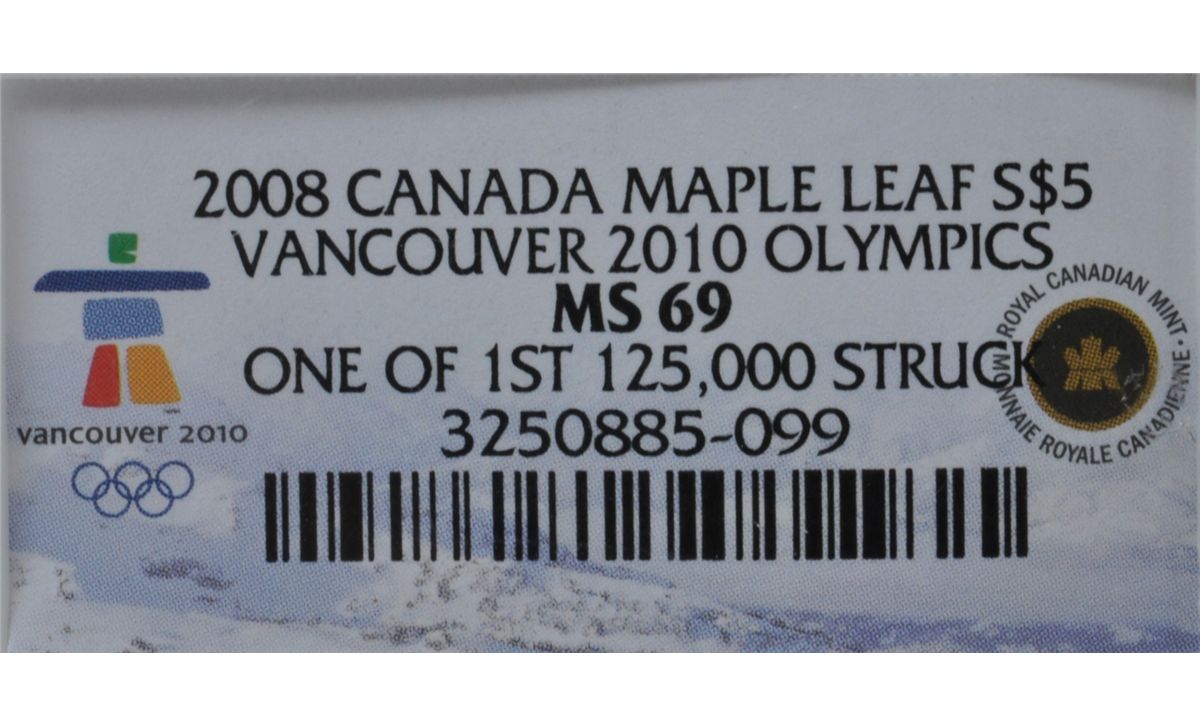 2008 CANADA MAPLE LEAF S$5
VANCOUVER 2010 OLYMPICS
MS 69
ONE OF 1ST 125,000 STRUCK
3250885-099
vancouver 2010
ROYAL CANADIAN MINT • MONNAIE ROYALE CANADIENNE •